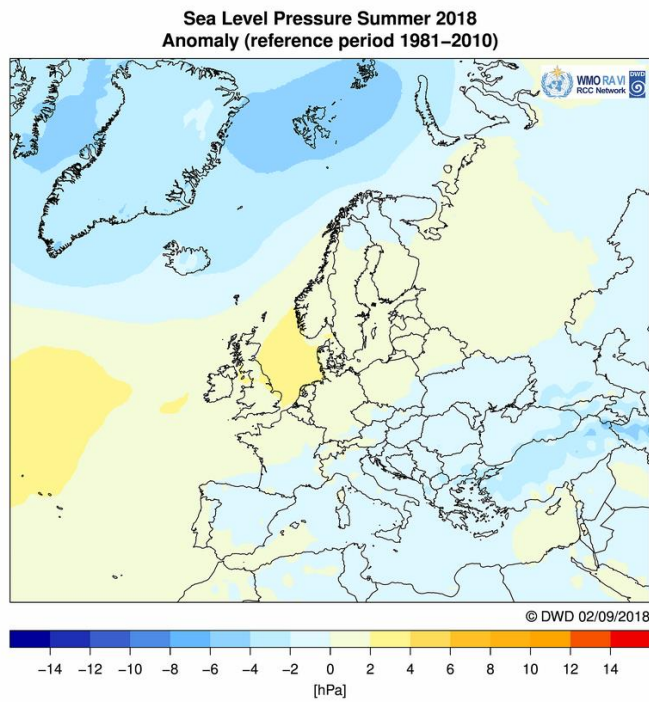 Sea Level Pressure Summer 2018
Anomaly (reference period 1981−2010)
WMO RA VI
RCC Network
DWD
© DWD 02/09/2018
−14 −12 −10 −8 −6 −4 −2 0 2 4 6 8 10 12 14
[hPa]